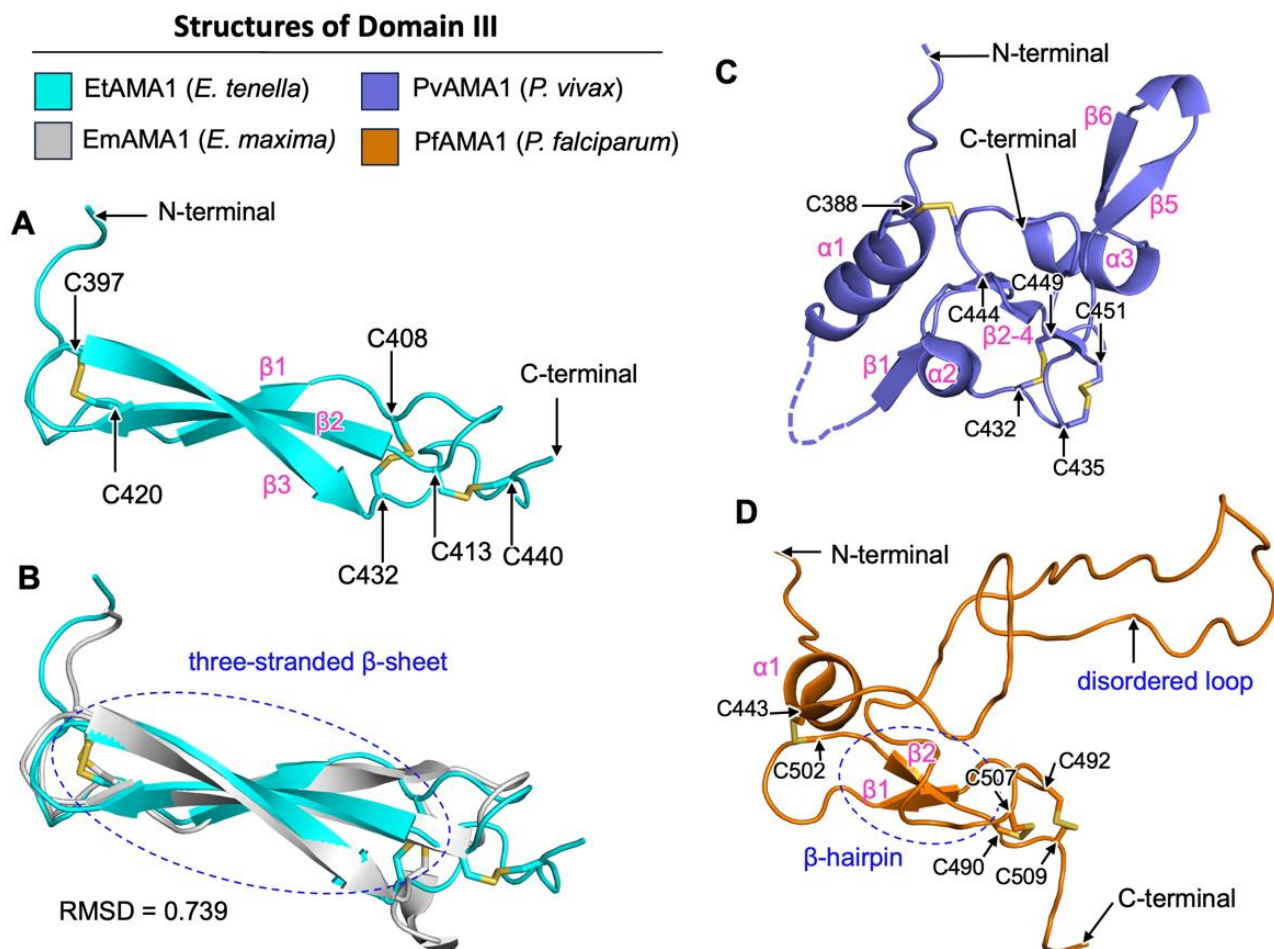 Structures of Domain III
EtAMA1 (E. tenella)
PvAMA1 (P. vivax)
EmAMA1 (E. maxima)
PfAMA1 (P. falciparum)
A
N-terminal
C397
C408
β1
C-terminal
β2
β3
C420
C432
C413
C440
B
three-stranded β-sheet
RMSD = 0.739
C
N-terminal
β6
C-terminal
C388
β5
α1
α3
C449
C444
C451
β2-4
β1
α2
C432
C435
D
N-terminal
α1
disordered loop
C443
C502
β2
C507
C492
β1
β-hairpin
C490
C509
C-terminal